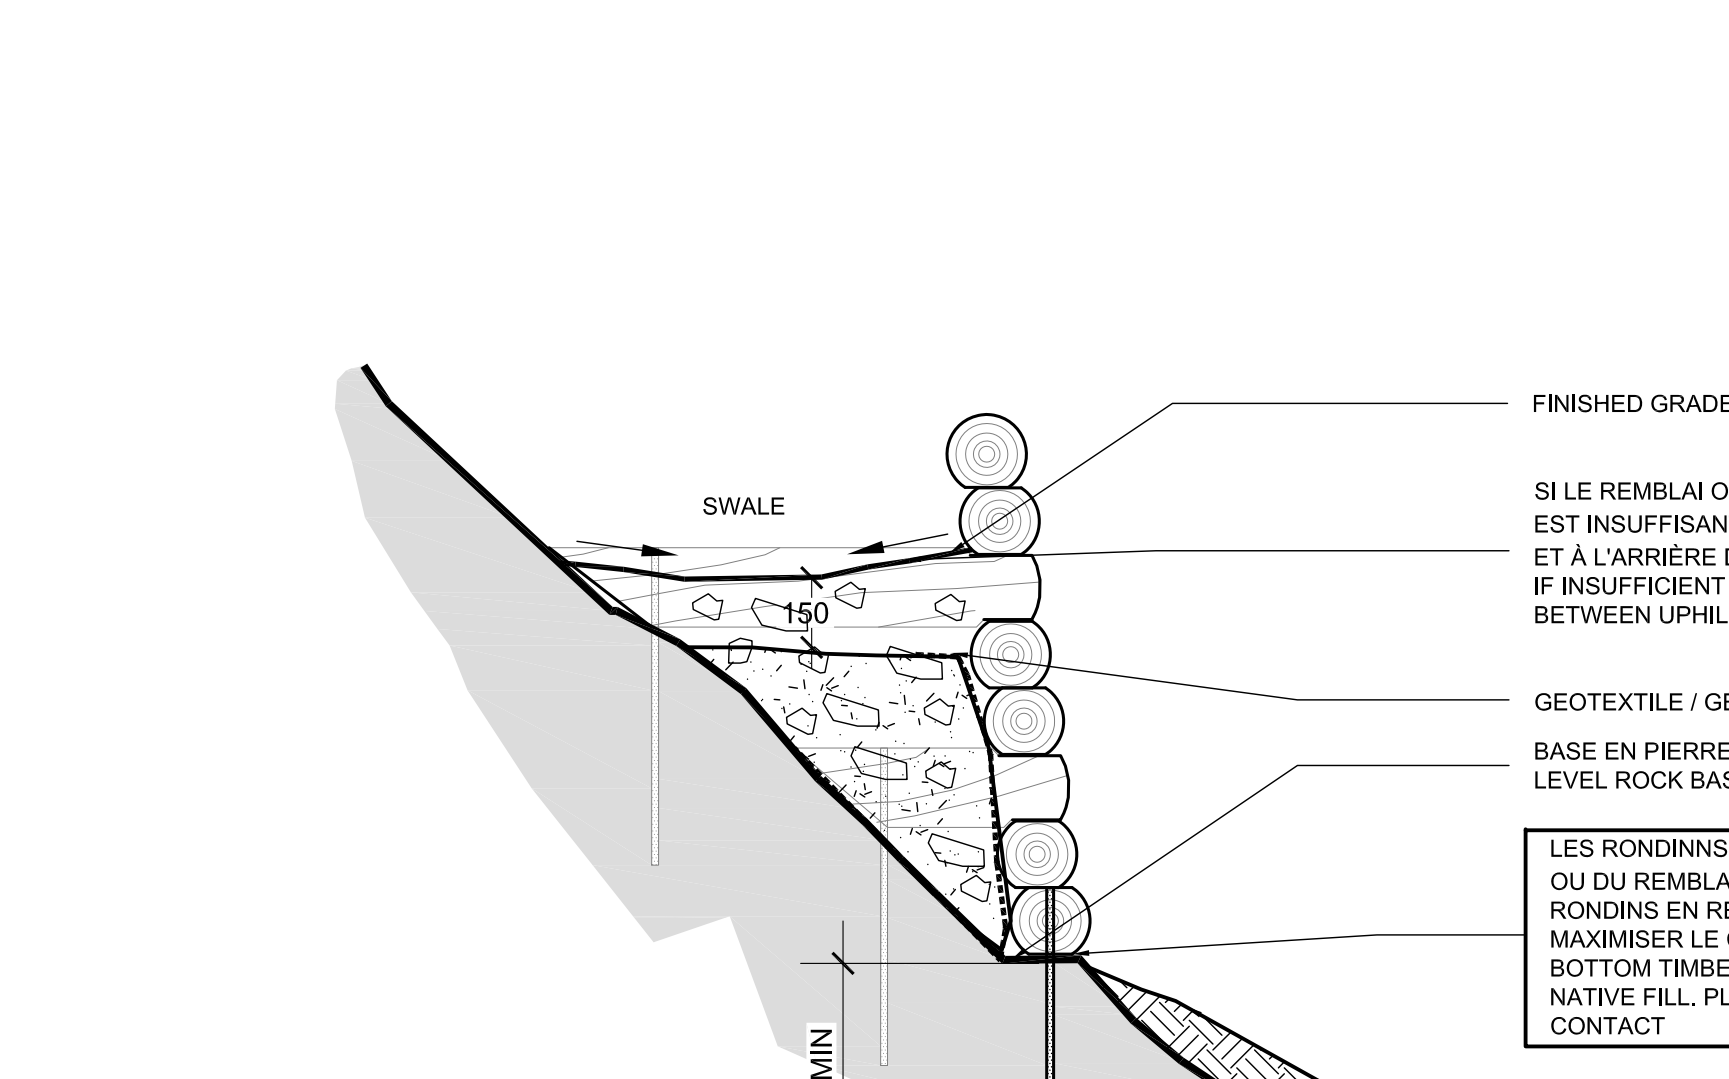 FINISHED GRADE
SWALE
SI LE REMBLAI O
EST INSUFFISAN
ET À L'ARRIÈRE D
IF INSUFFICIENT
BETWEEN UPHIL
150
GEOTEXTILE / GE
BASE EN PIERRE
LEVEL ROCK BAS
LES RONDINNS
OU DU REMBLA
RONDINS EN RE
MAXIMISER LE C
BOTTOM TIMBE
NATIVE FILL. PL
CONTACT
MIN